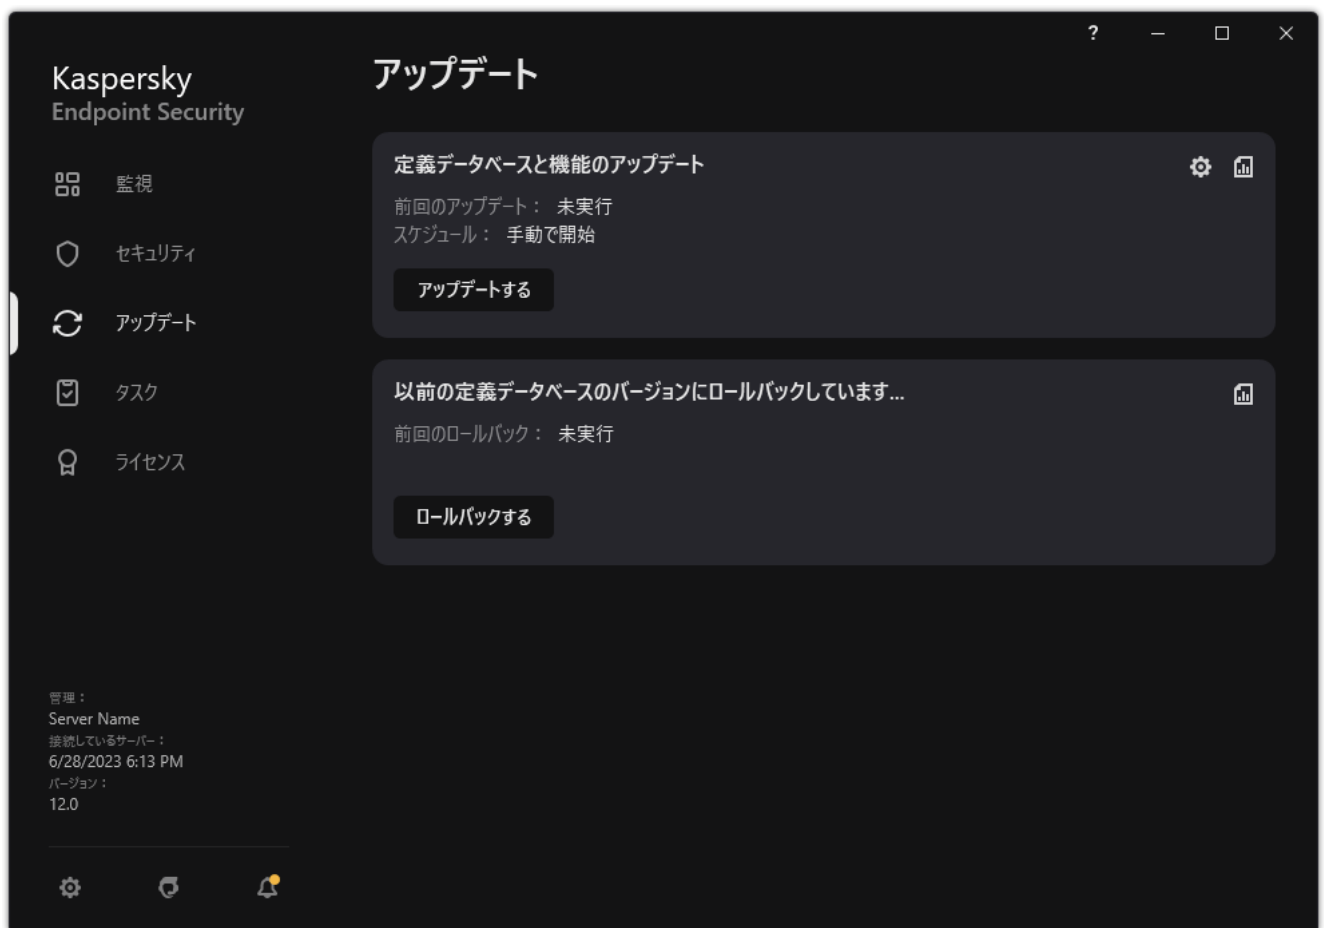 ?
Kaspersky
Endpoint Security
監視
セキュリティ
アップデート
タスク
ライセンス
管理：
Server Name
接続しているサーバー：
6/28/2023 6:13 PM
バージョン：
12.0
アップデート
定義データベースと機能のアップデート
前回のアップデート： 未実行
スケジュール： 手動で開始
アップデートする
以前の定義データベースのバージョンにロールバックしています...
前回のロールバック： 未実行
ロールバックする